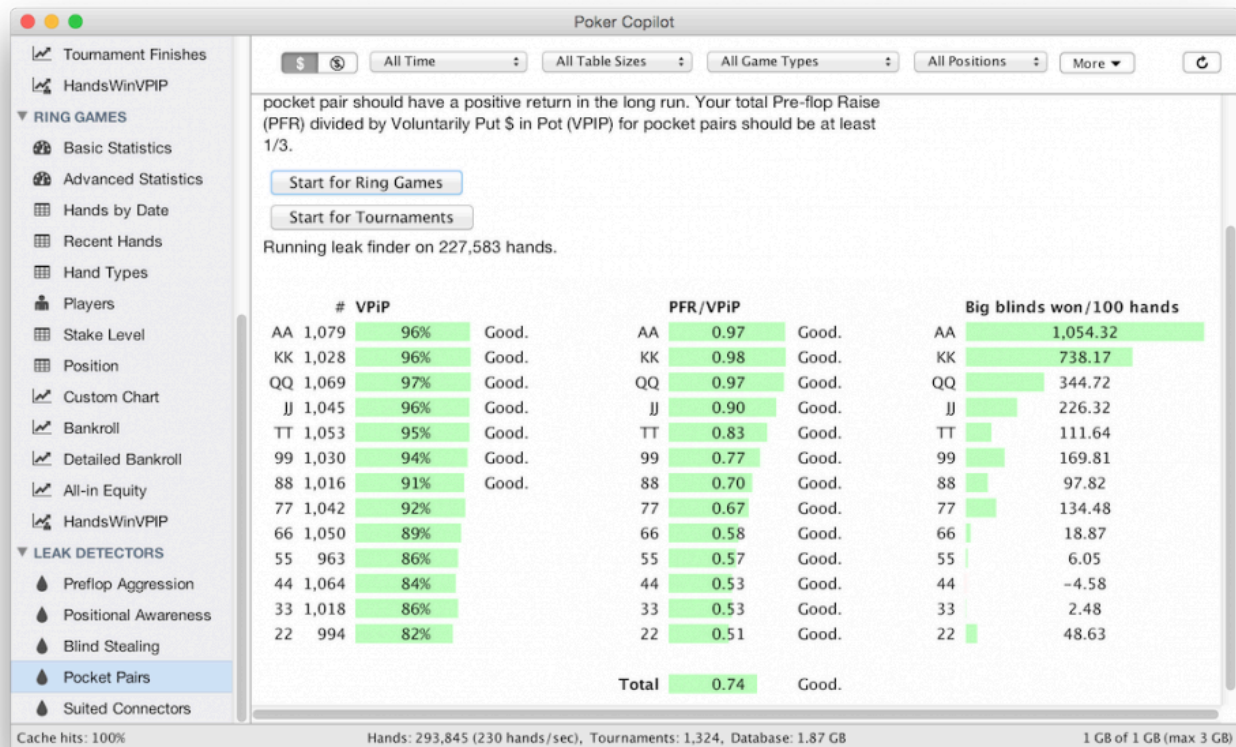 Poker Copilot
Tournament Finishes
HandsWinVPIP
RING GAMES
Basic Statistics
Advanced Statistics
Hands by Date
Recent Hands
Hand Types
Players
Stake Level
Position
Custom Chart
Bankroll
Detailed Bankroll
All-in Equity
HandsWinVPIP
LEAK DETECTORS
Preflop Aggression
Positional Awareness
Blind Stealing
Pocket Pairs
Suited Connectors
$ $ All Time All Table Sizes All Game Types All Positions More
pocket pair should have a positive return in the long run. Your total Pre-flop Raise
(PFR) divided by Voluntarily Put $ in Pot (VPIP) for pocket pairs should be at least
1/3.
Start for Ring Games
Start for Tournaments
Running leak finder on 227,583 hands.
# VPiP PFR/VPiP Big blinds won/100 hands
AA 1,079 96% Good. AA 0.97 Good. AA 1,054.32
KK 1,028 96% Good. KK 0.98 Good. KK 738.17
QQ 1,069 97% Good. QQ 0.97 Good. QQ 344.72
JJ 1,045 96% Good. JJ 0.90 Good. JJ 226.32
TT 1,053 95% Good. TT 0.83 Good. TT 111.64
99 1,030 94% Good. 99 0.77 Good. 99 169.81
88 1,016 91% Good. 88 0.70 Good. 88 97.82
77 1,042 92% 77 0.67 Good. 77 134.48
66 1,050 89% 66 0.58 Good. 66 18.87
55 963 86% 55 0.57 Good. 55 6.05
44 1,064 84% 44 0.53 Good. 44 -4.58
33 1,018 86% 33 0.53 Good. 33 2.48
22 994 82% 22 0.51 Good. 22 48.63
Total 0.74 Good.
Cache hits: 100% Hands: 293,845 (230 hands/sec), Tournaments: 1,324, Database: 1.87 GB 1 GB of 1 GB (max 3 GB)